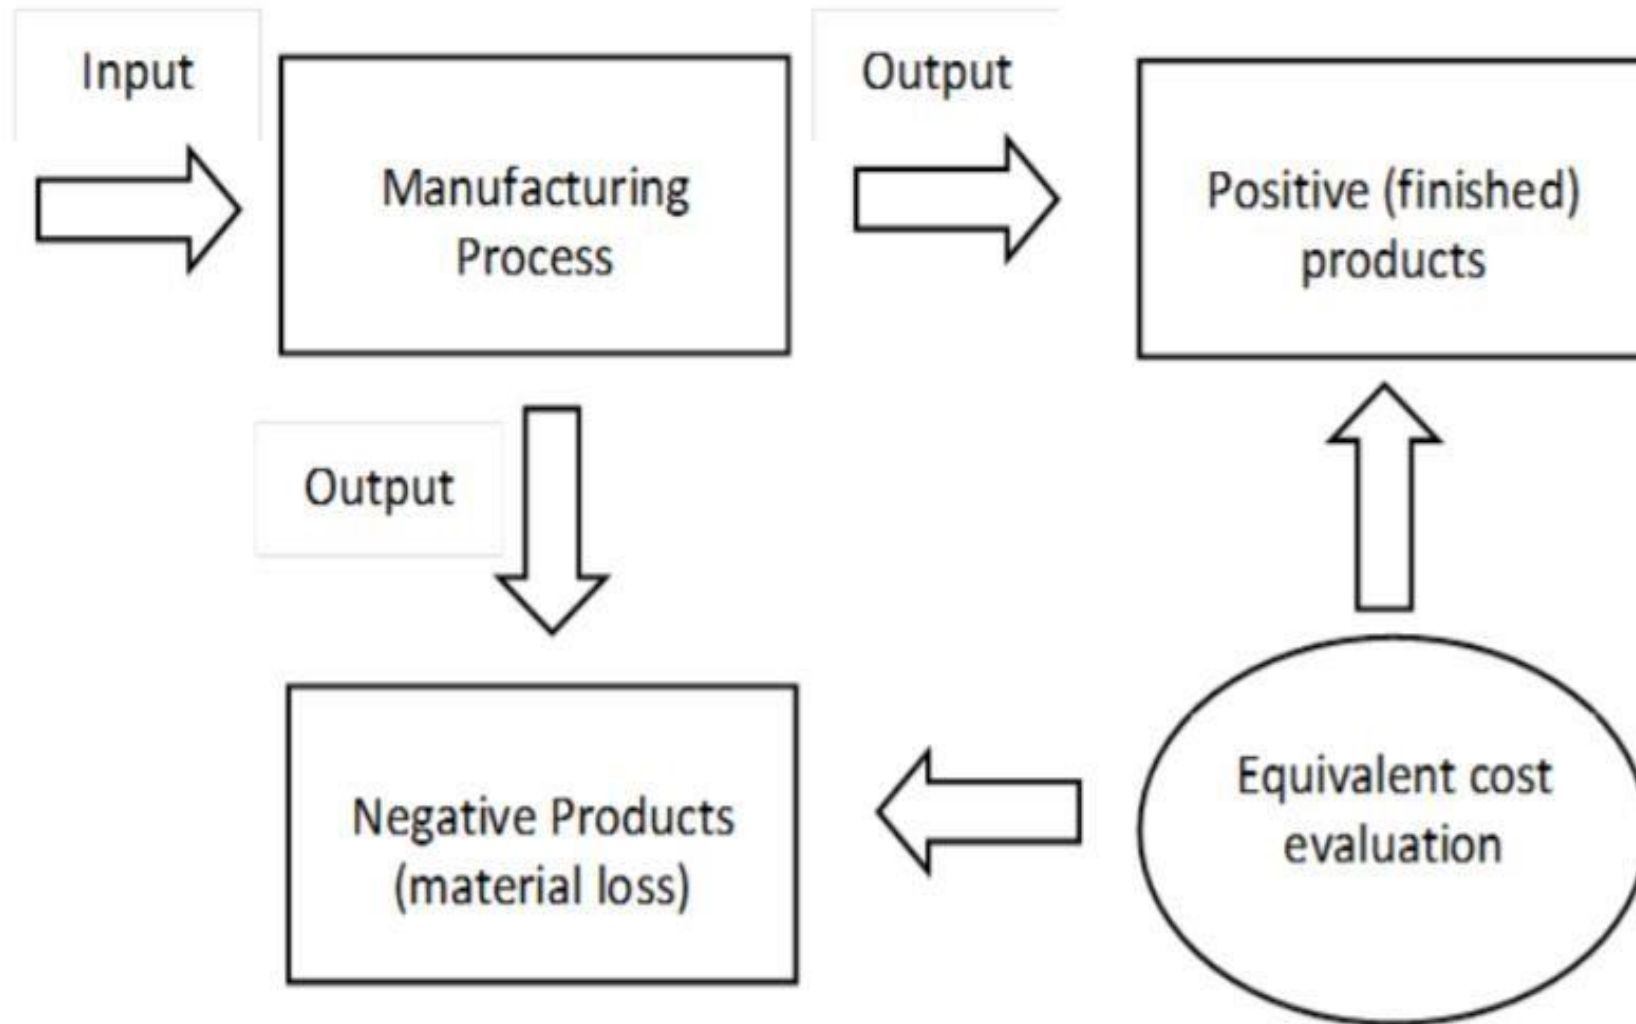 Input
Output
Manufacturing
Process
Positive (finished)
products
Output
Negative Products
(material loss)
Equivalent cost
evaluation